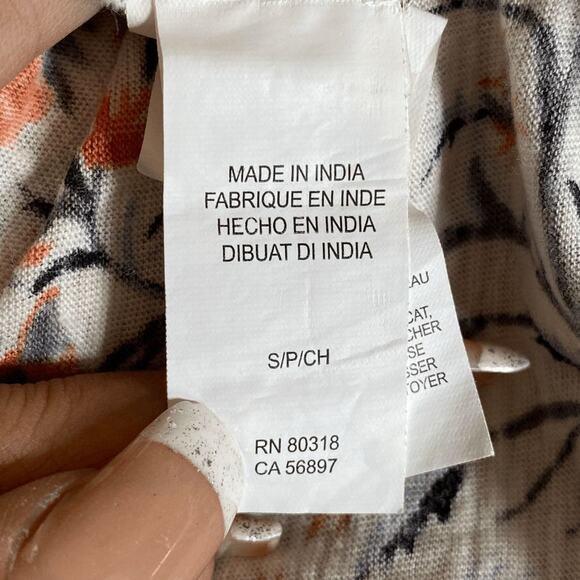 MADE IN INDIA
FABRIQUE EN INDE
HECHO EN INDIA
DIBUAT DI INDIA
S/P/CH
RN 80318
CA 56897